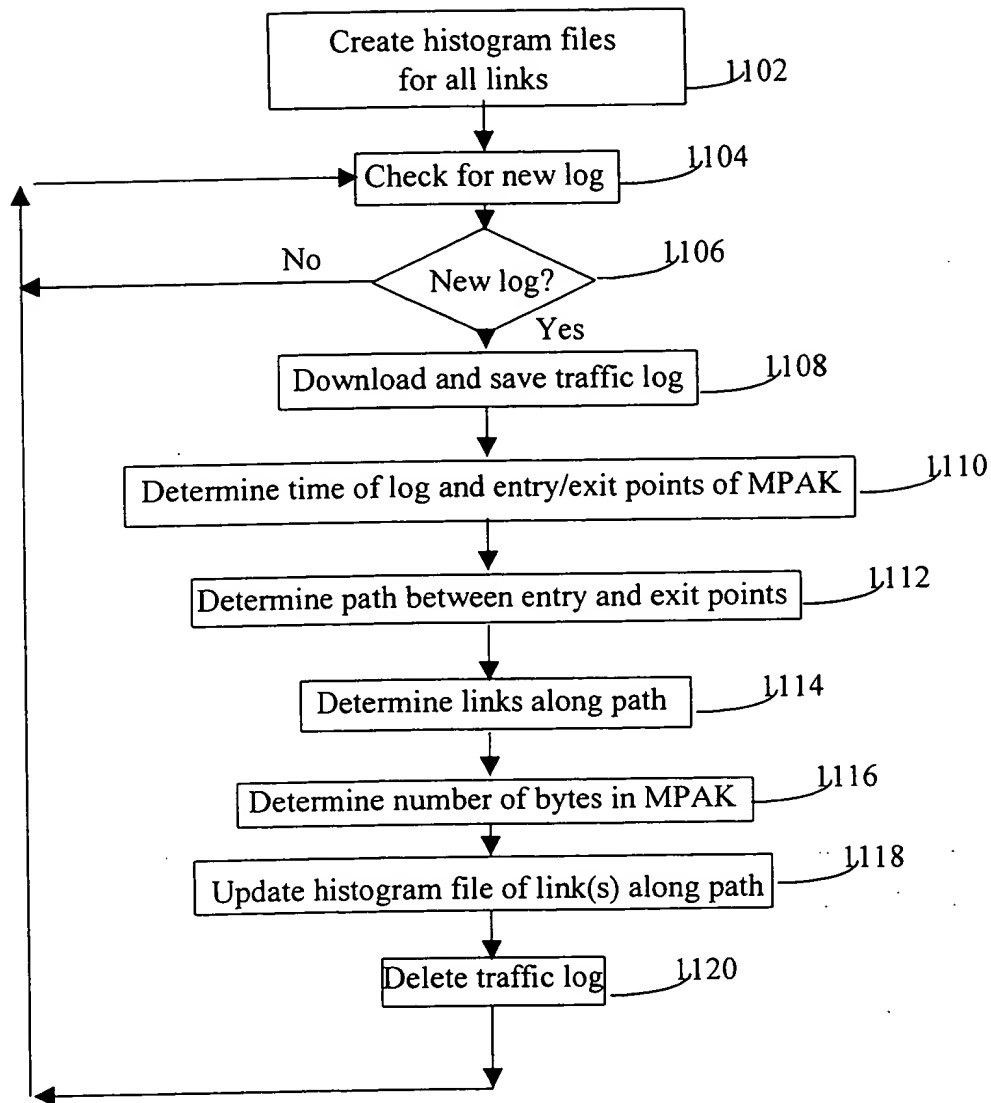 Create histogram files
for all links
1102
Check for new log
1104
New log?
1106
No
Yes
Download and save traffic log
1108
Determine time of log and entry/exit points of MPAK
1110
Determine path between entry and exit points
1112
Determine links along path
1114
Determine number of bytes in MPAK
1116
Update histogram file of link(s) along path
1118
Delete traffic log
1120